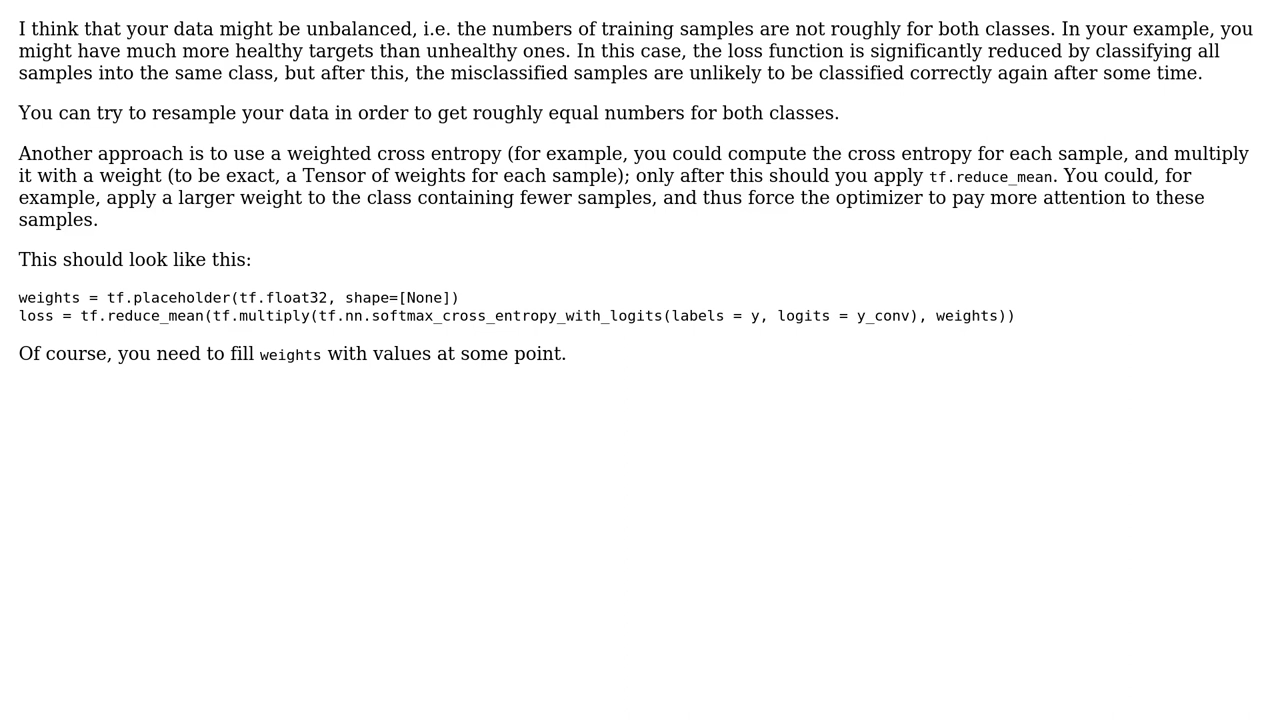 I think that your data might be unbalanced, i.e. the numbers of training samples are not roughly for both classes. In your example, you
might have much more healthy targets than unhealthy ones. In this case, the loss function is significantly reduced by classifying all
samples into the same class, but after this, the misclassified samples are unlikely to be classified correctly again after some time.
You can try to resample your data in order to get roughly equal numbers for both classes.
Another approach is to use a weighted cross entropy (for example, you could compute the cross entropy for each sample, and multiply
it with a weight (to be exact, a Tensor of weights for each sample); only after this should you apply tf.reduce_mean. You could, for
example, apply a larger weight to the class containing fewer samples, and thus force the optimizer to pay more attention to these
samples.
This should look like this:
weights = tf.placeholder(tf.float32, shape=[None])
loss = tf.reduce_mean(tf.multiply(tf.nn.softmax_cross_entropy_with_logits(labels = y, logits = y_conv), weights))
Of course, you need to fill weights with values at some point.